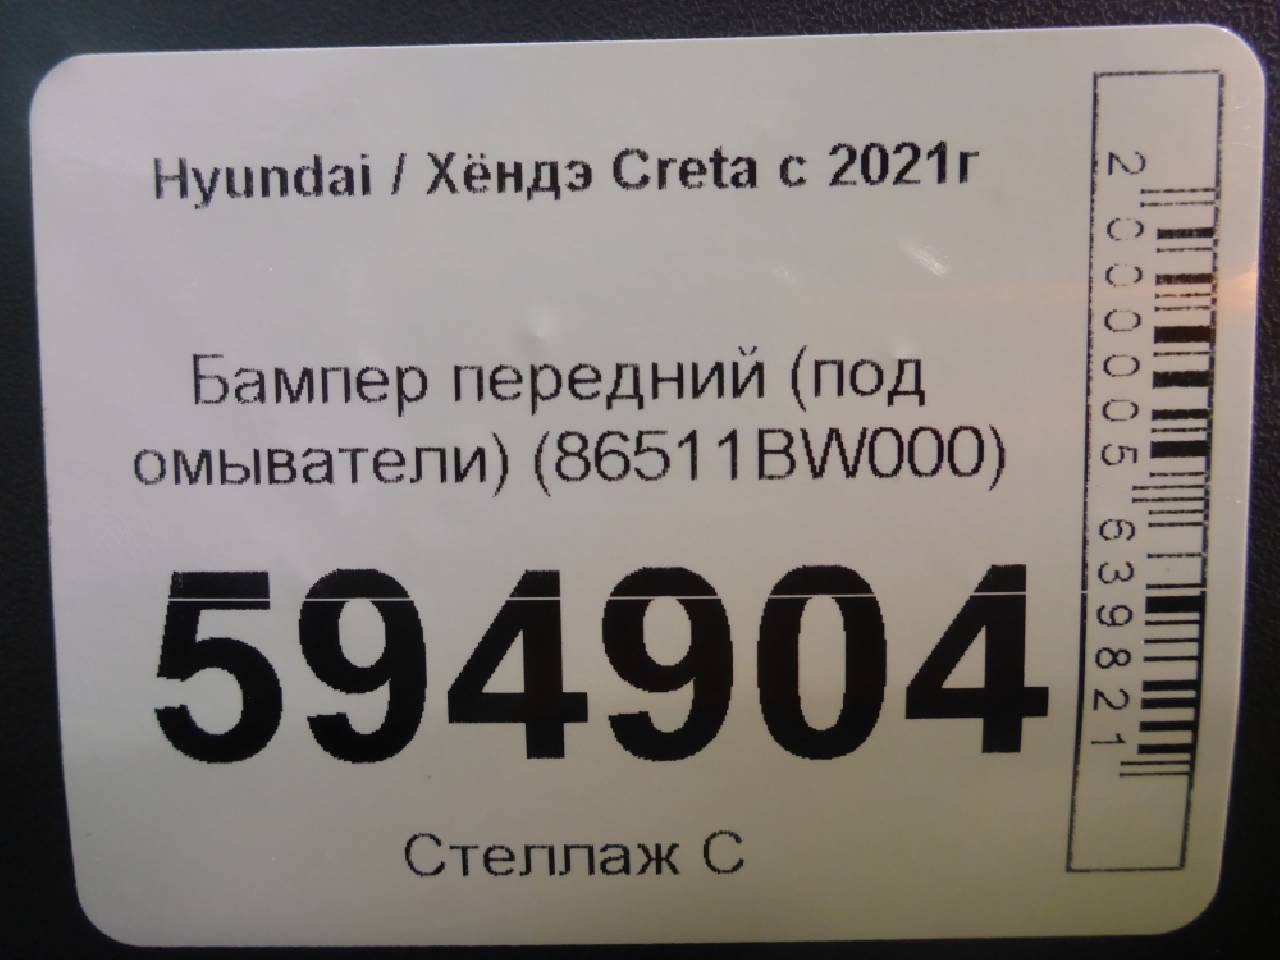 Hyundai / Хёндэ Creta с 2021г
Бампер передний (под
омыватели) (86511BW000)
594904
Стеллаж С
2000005639821